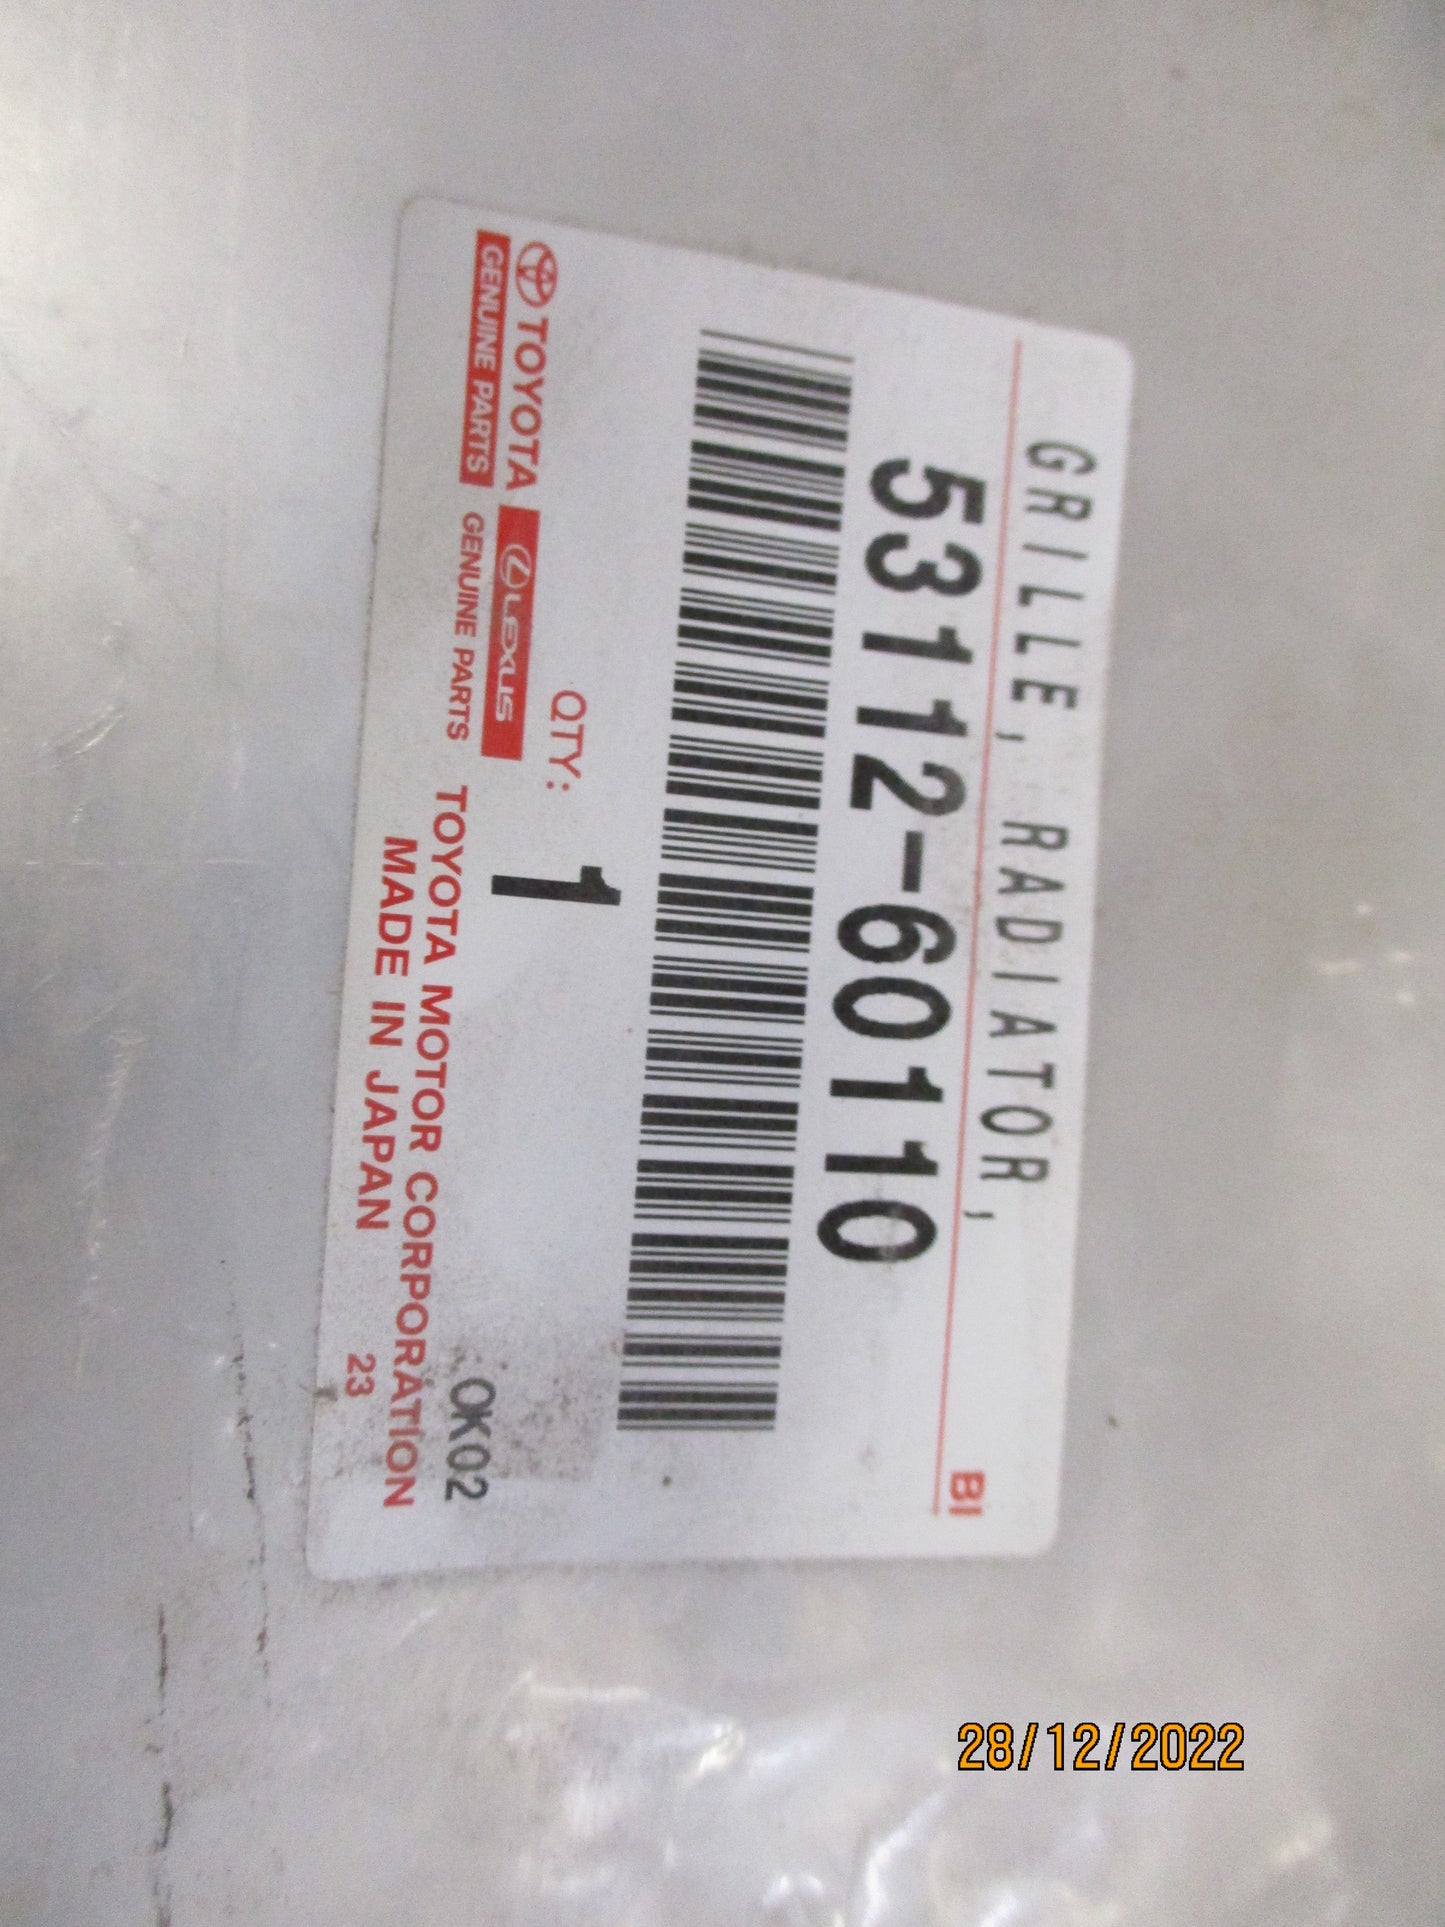 GRILLE, RADIATOR,
BI
53112-60110
QTY: 1
TOYOTA
GENUINE PARTS
LEXUS
GENUINE PARTS
OK02
TOYOTA MOTOR CORPORATION
MADE IN JAPAN
23
28/12/2022